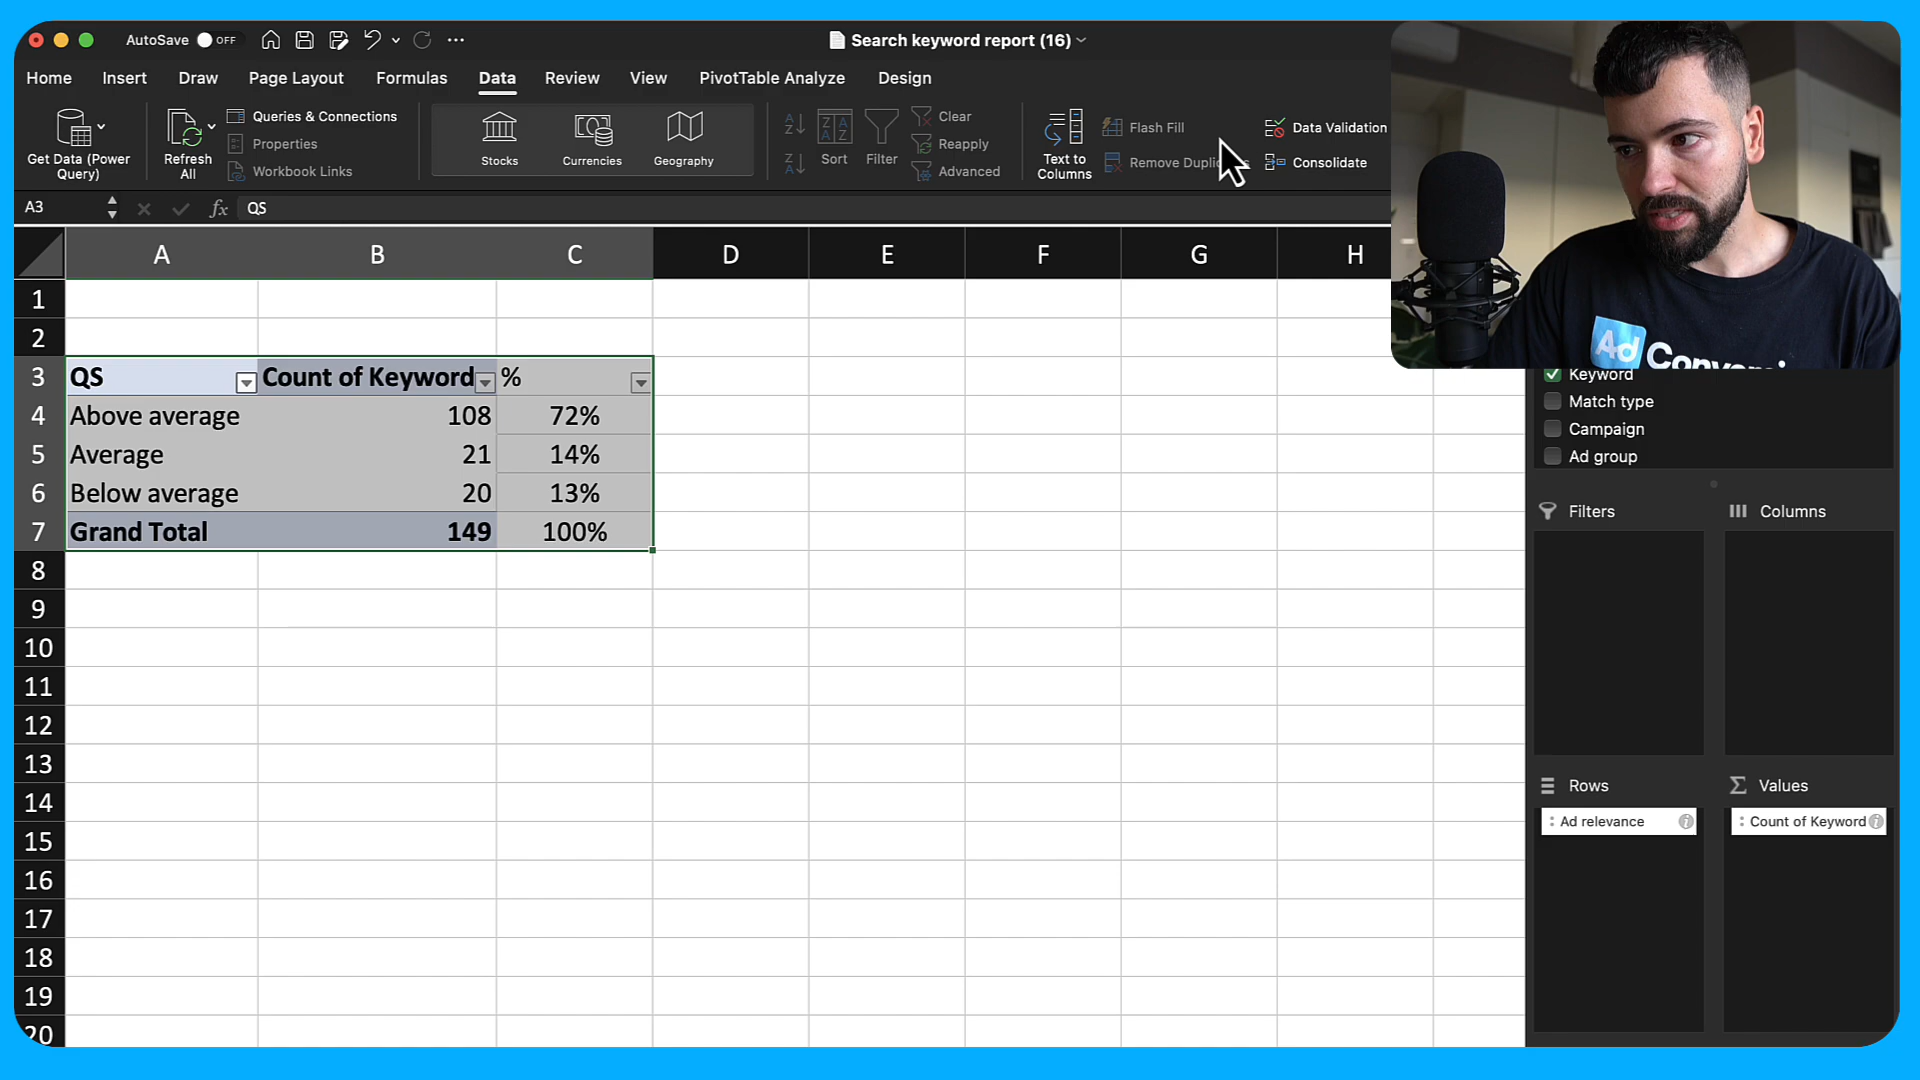 AutoSave OFF
Search keyword report (16)
Home Insert Draw Page Layout Formulas Data Review View PivotTable Analyze Design
Get Data (Power Query)
Refresh All
Queries & Connections
Properties
Workbook Links
Stocks
Currencies
Geography
Sort
Filter
Clear
Reapply
Advanced
Text to Columns
Flash Fill
Data Validation
Consolidate
A3 fx QS
A B C D E F G H
1
2
3 QS Count of Keyword %
4 Above average 108 72%
5 Average 21 14%
6 Below average 20 13%
7 Grand Total 149 100%
8
9
10
11
12
13
14
15
16
17
18
19
20
Ad
Keyword
Match type
Campaign
Ad group
Filters
Columns
Rows
Values
Ad relevance
Count of Keyword